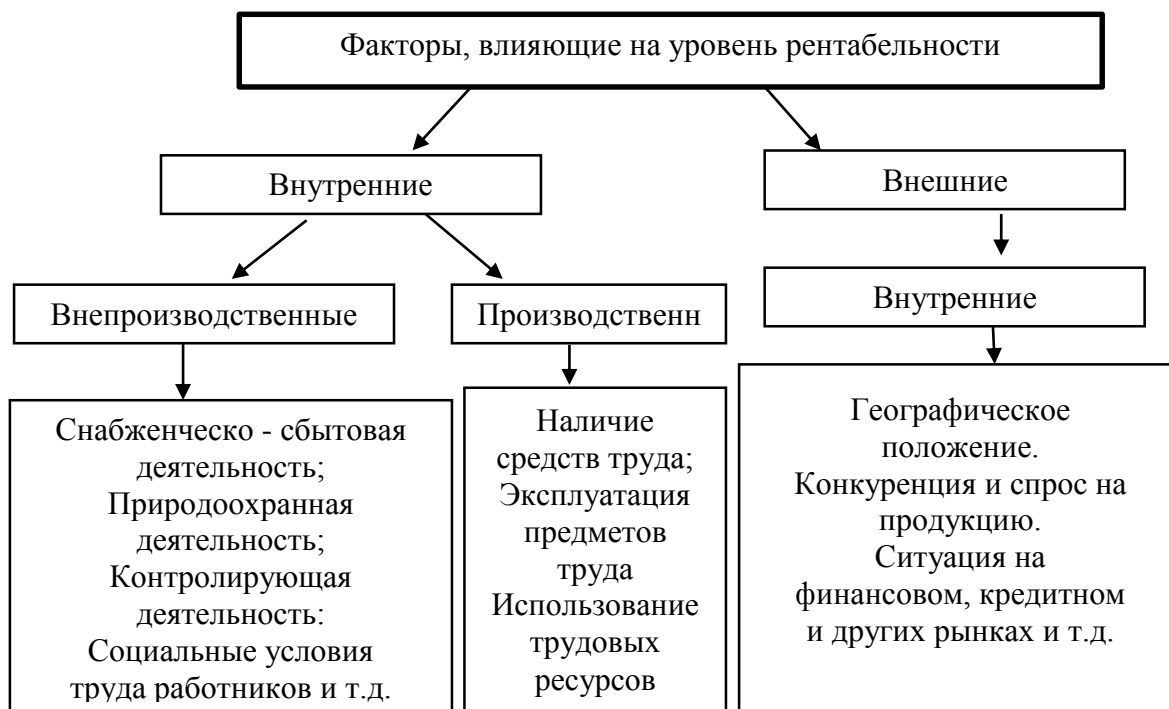 Факторы, влияющие на уровень рентабельности
Внутренние
Внешние
Внепроизводственные
Производственн
Внутренние
Снабженческо - сбытовая
деятельность;
Природоохранная
деятельность;
Контролирующая
деятельность:
Социальные условия
труда работников и т.д.
Наличие
средств труда;
Эксплуатация
предметов
труда
Использование
трудовых
ресурсов
Географическое
положение.
Конкуренция и спрос на
продукцию.
Ситуация на
финансовом, кредитном
и других рынках и т.д.